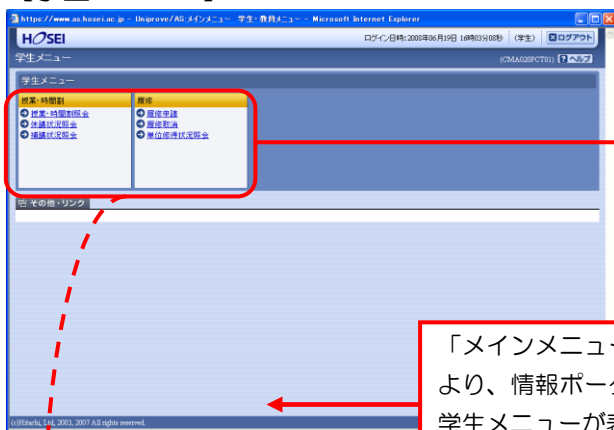 https://www.as.hosei.ac.jp - Uniprove/AS:メインメニュー 学生・教員メニュー - Microsoft Internet Explorer
HOSEI
ログイン日時:2008年06月19日 16時03分08秒 (学生) ログアウト
学生メニュー
(CMA020PCT01) ヘルプ
学生メニュー
授業・時間割
履修
授業・時間割照会
履修申請
休講状況照会
履修取消
補講状況照会
単位修得状況照会
その他・リンク
「メインメニュー
より、情報ポー
学生メニューが
(c)Hitachi, Ltd. 2003, 2007 All rights reserved.